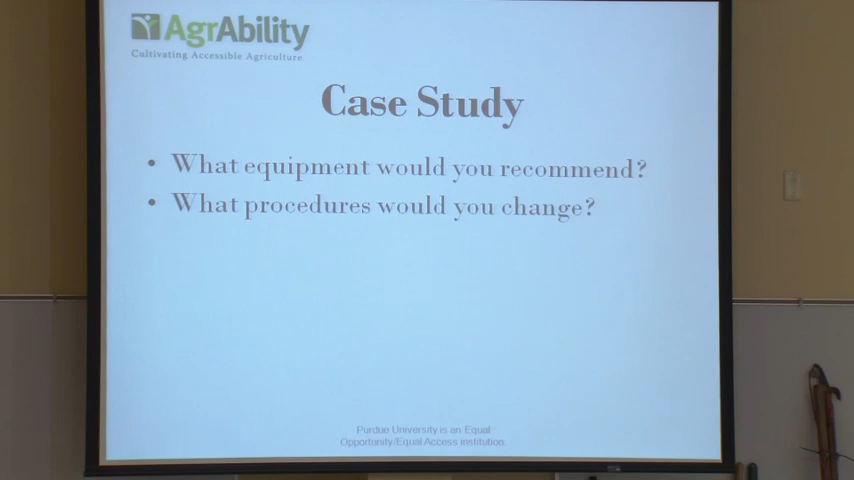 AgrAbility
Cultivating Accessible Agriculture
Case Study
• What equipment would you recommend?
• What procedures would you change?
Purdue University is an Equal
Opportunity/Equal Access institution.